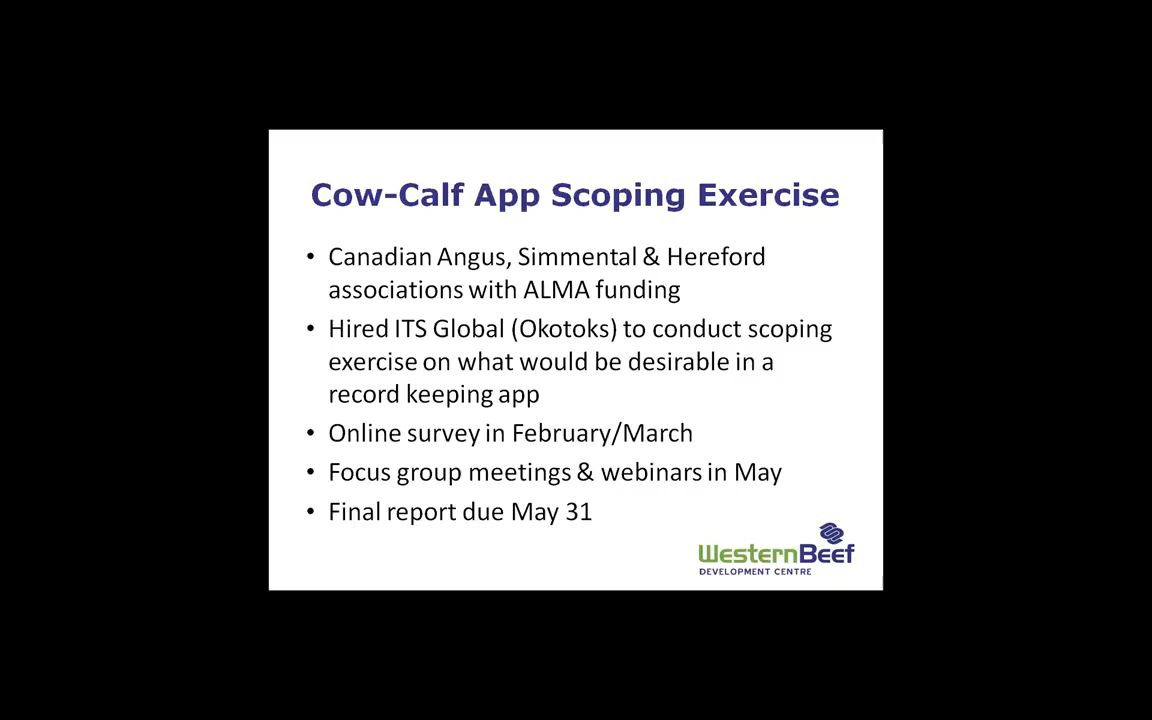 Cow-Calf App Scoping Exercise
• Canadian Angus, Simmental & Hereford
associations with ALMA funding
• Hired ITS Global (Okotoks) to conduct scoping
exercise on what would be desirable in a
record keeping app
• Online survey in February/March
• Focus group meetings & webinars in May
• Final report due May 31
WesternBeef
DEVELOPMENT CENTRE